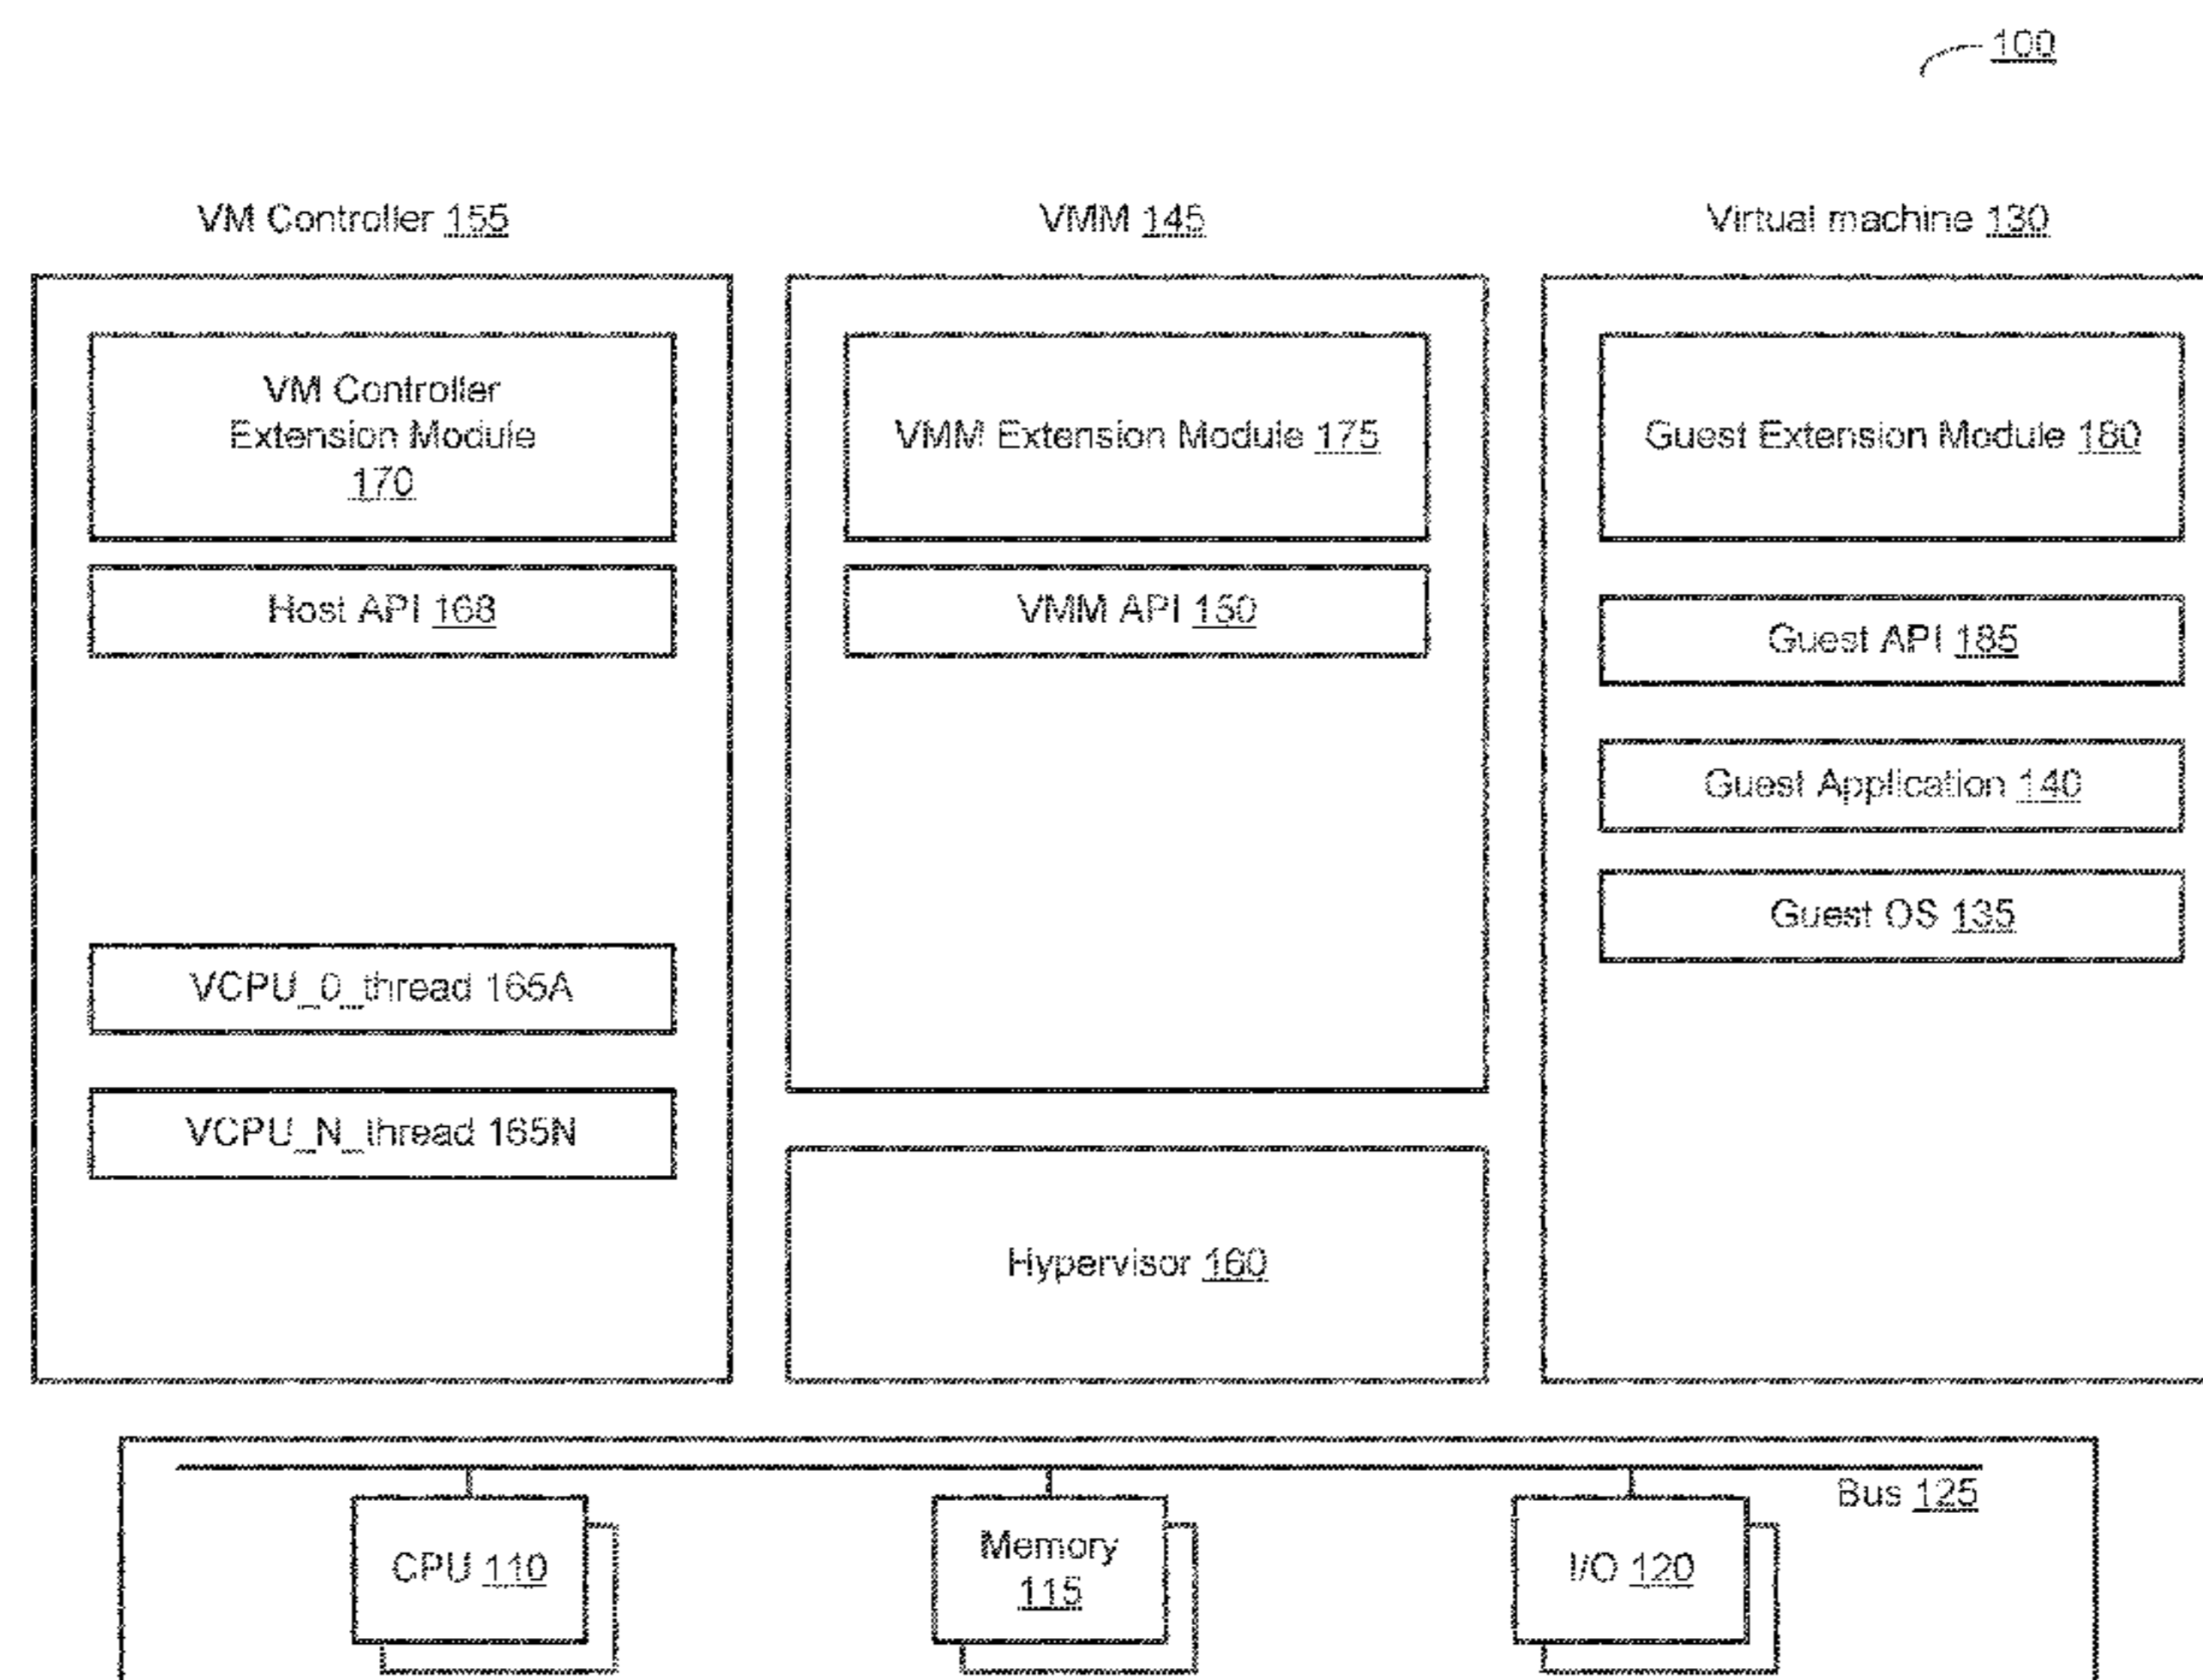 100
VM Controller 155
VMM 145
Virtual machine 130
VM Controller
Extension Module
170
Host API 168
VCPU_0_thread 165A
VCPU_N_thread 165N
VMM Extension Module 175
VMM API 150
Hypervisor 160
Guest Extension Module 180
Guest API 185
Guest Application 140
Guest OS 135
Bus 125
CPU 110
Memory
115
I/O 120